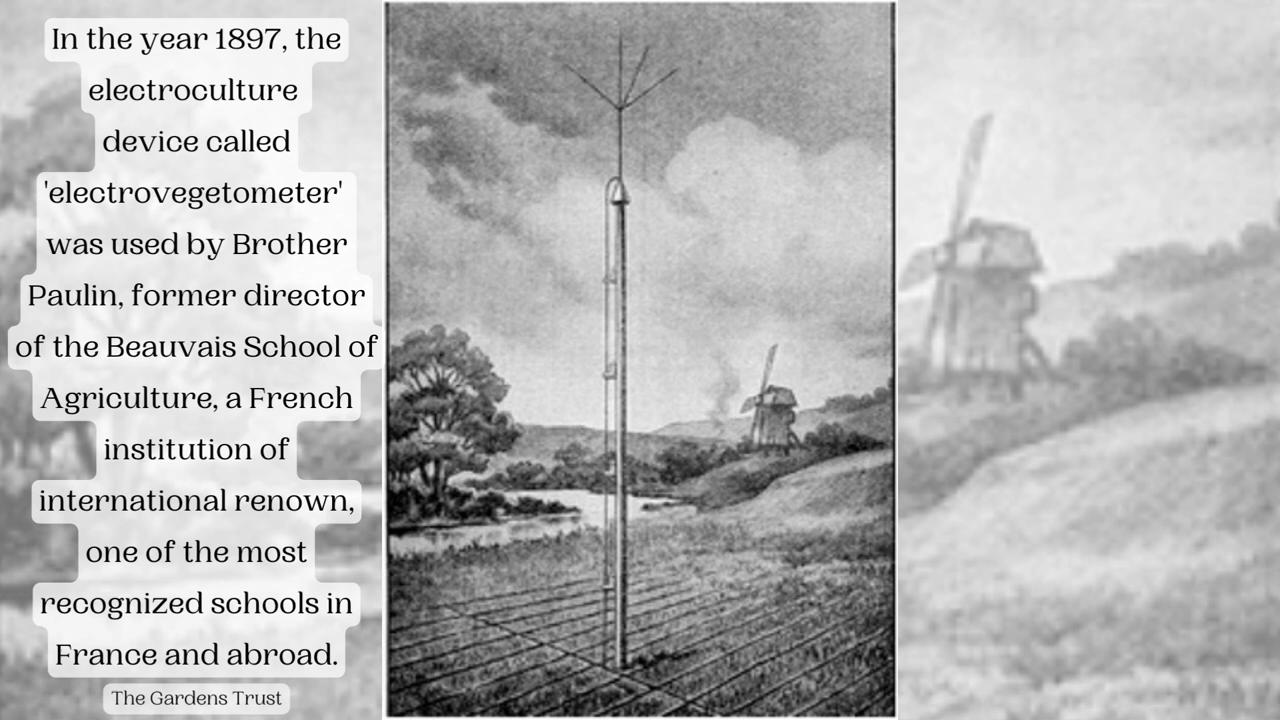 In the year 1897, the
electroculture
device called
'electrovegetometer'
was used by Brother
Paulin, former director
of the Beauvais School of
Agriculture, a French
institution of
international renown,
one of the most
recognized schools in
France and abroad.
The Gardens Trust